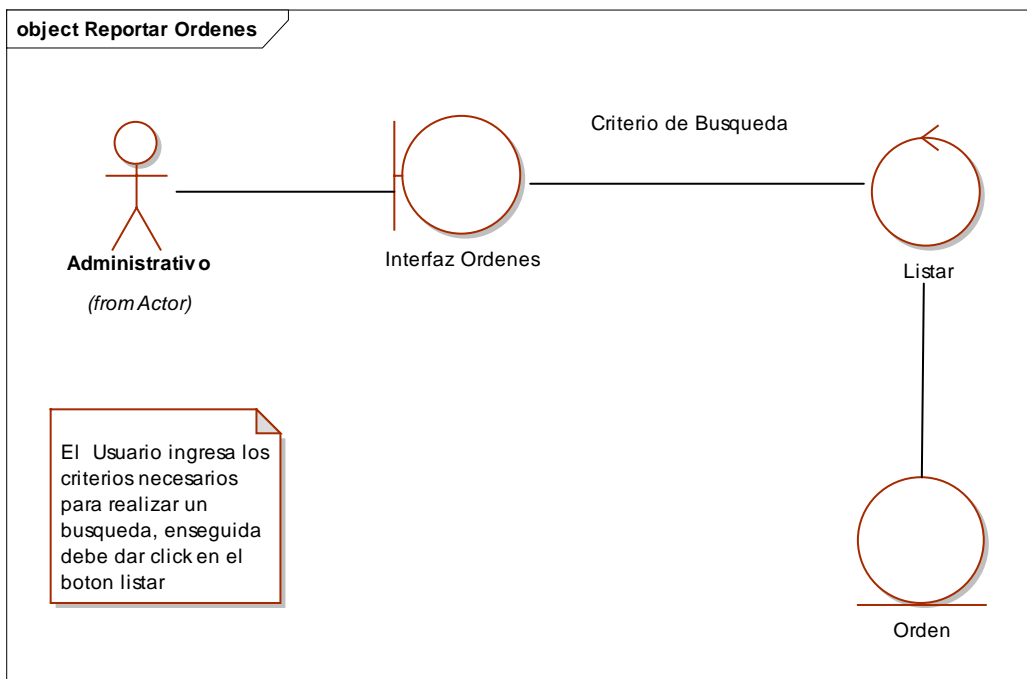 object Reportar Ordenes
Criterio de Busqueda
Administrativo
(from Actor)
Interfaz Ordenes
Listar
El Usuario ingresa los
criterios necesarios
para realizar un
busqueda, enseguida
debe dar click en el
boton listar
Orden